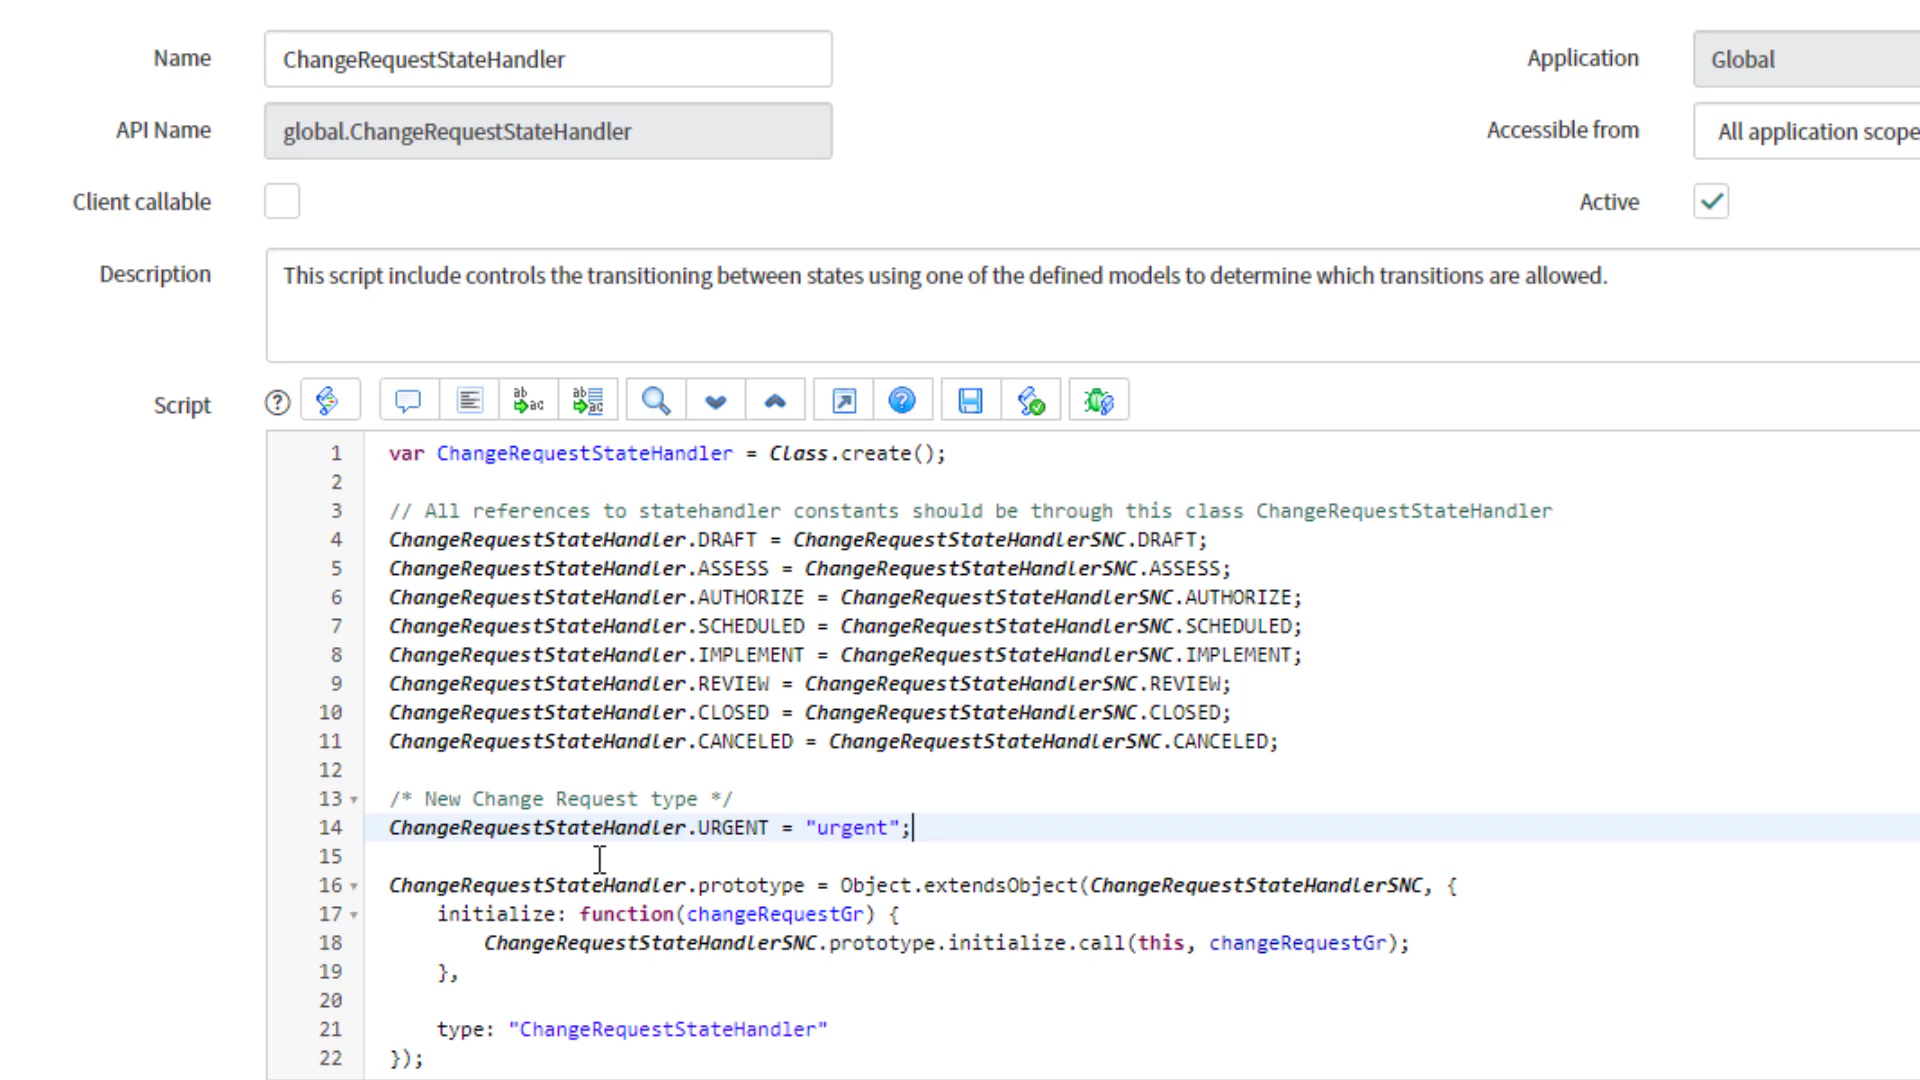 Name
ChangeRequestStateHandler
Application
Global
API Name
global.ChangeRequestStateHandler
Accessible from
All application scope
Client callable
Active
Description
This script include controls the transitioning between states using one of the defined models to determine which transitions are allowed.
Script
1 var ChangeRequestStateHandler = Class.create();
2
3 // All references to statehandler constants should be through this class ChangeRequestStateHandler
4 ChangeRequestStateHandler.DRAFT = ChangeRequestStateHandlerSNC.DRAFT;
5 ChangeRequestStateHandler.ASSESS = ChangeRequestStateHandlerSNC.ASSESS;
6 ChangeRequestStateHandler.AUTHORIZE = ChangeRequestStateHandlerSNC.AUTHORIZE;
7 ChangeRequestStateHandler.SCHEDULED = ChangeRequestStateHandlerSNC.SCHEDULED;
8 ChangeRequestStateHandler.IMPLEMENT = ChangeRequestStateHandlerSNC.IMPLEMENT;
9 ChangeRequestStateHandler.REVIEW = ChangeRequestStateHandlerSNC.REVIEW;
10 ChangeRequestStateHandler.CLOSED = ChangeRequestStateHandlerSNC.CLOSED;
11 ChangeRequestStateHandler.CANCELED = ChangeRequestStateHandlerSNC.CANCELED;
12
13 /* New Change Request type */
14 ChangeRequestStateHandler.URGENT = "urgent";
15
16 ChangeRequestStateHandler.prototype = Object.extendsObject(ChangeRequestStateHandlerSNC, {
17 initialize: function(changeRequestGr) {
18 ChangeRequestStateHandlerSNC.prototype.initialize.call(this, changeRequestGr);
19 },
20
21 type: "ChangeRequestStateHandler"
22 });